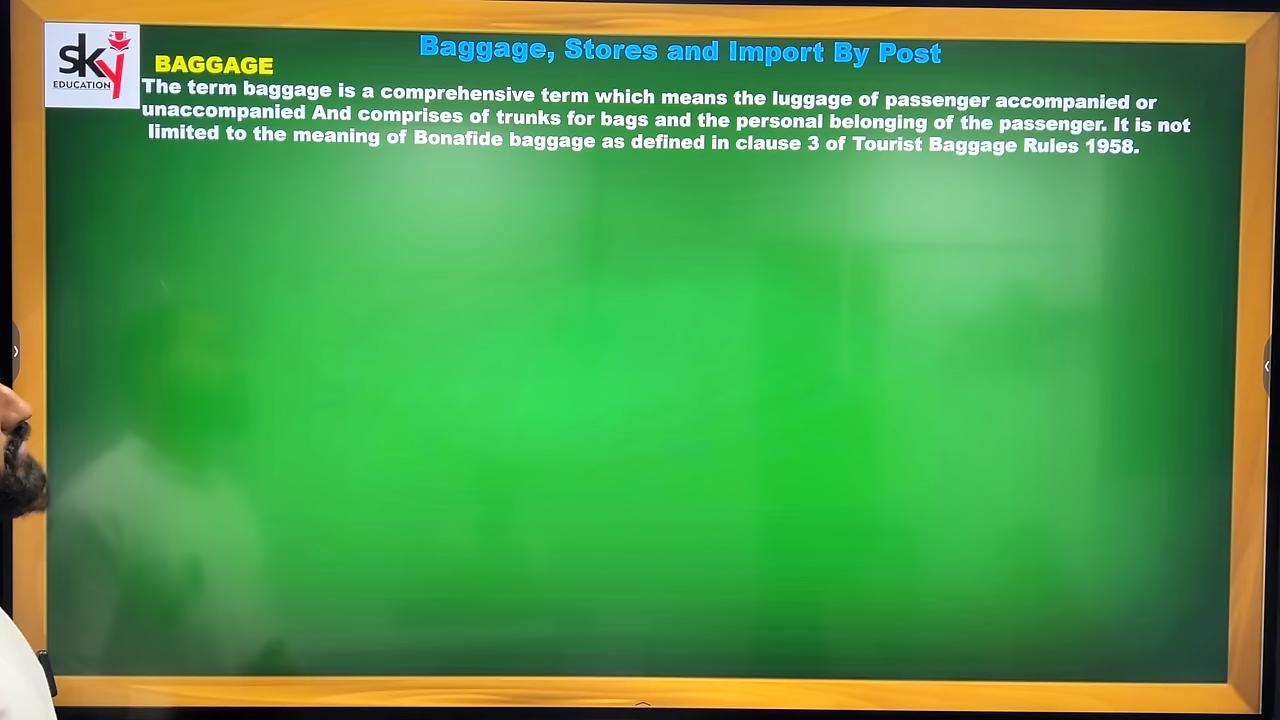 sky
EDUCATION
Baggage, Stores and Import By Post
BAGGAGE
The term baggage is a comprehensive term which means the luggage of passenger accompanied or
unaccompanied And comprises of trunks for bags and the personal belonging of the passenger. It is not
limited to the meaning of Bonafide baggage as defined in clause 3 of Tourist Baggage Rules 1958.